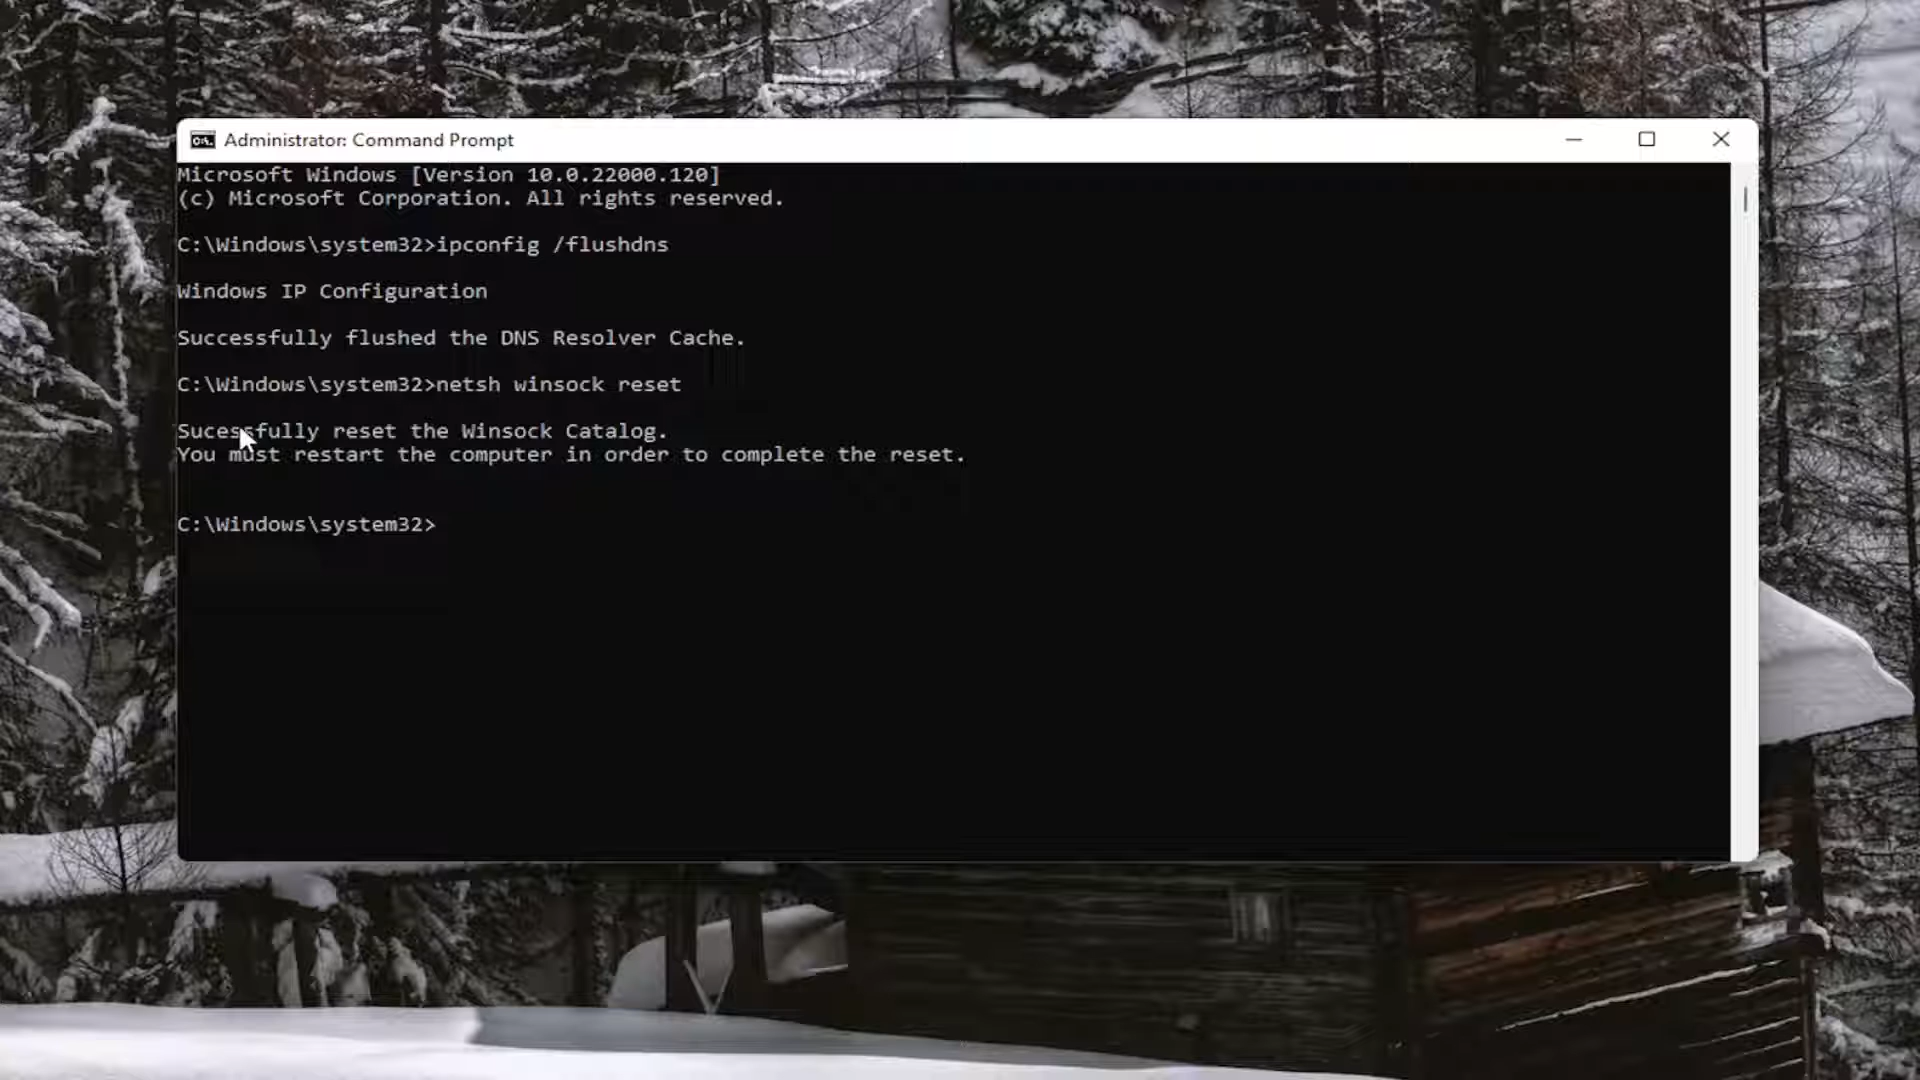 Administrator: Command Prompt
Microsoft Windows [Version 10.0.22000.120]
(c) Microsoft Corporation. All rights reserved.
C:\Windows\system32>ipconfig /flushdns
Windows IP Configuration
Successfully flushed the DNS Resolver Cache.
C:\Windows\system32>netsh winsock reset
Sucessfully reset the Winsock Catalog.
You must restart the computer in order to complete the reset.
C:\Windows\system32>